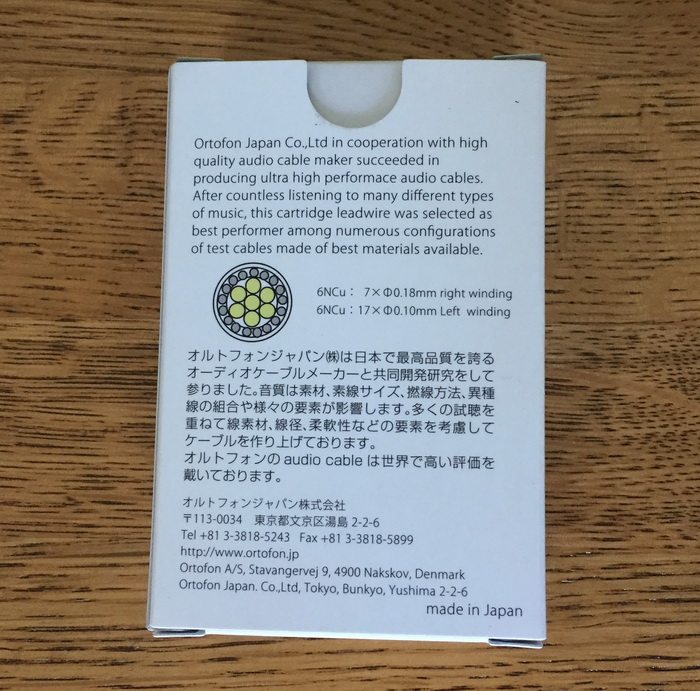 Ortofon Japan Co.,Ltd in cooperation with high
quality audio cable maker succeeded in
producing ultra high performace audio cables.
After countless listening to many different types
of music, this cartridge leadwire was selected as
best performer among numerous configurations
of test cables made of best materials available.
6NCu : 7×Φ0.18mm right winding
6NCu : 17×Φ0.10mm Left winding
オルトフォンジャパン㈱は日本で最高品質を誇る
オーディオケーブルメーカーと共同開発研究をして
参りました。音質は素材、素線サイズ、撚線方法、異種
線の組合や様々の要素が影響します。多くの試聴を
重ねて線素材、線径、柔軟性などの要素を考慮して
ケーブルを作り上げております。
オルトフォンの audio cable は世界で高い評価を
戴いております。
オルトフォンジャパン株式会社
〒113-0034 東京都文京区湯島 2-2-6
Tel +81 3-3818-5243 Fax +81 3-3818-5899
http://www.ortofon.jp
Ortofon A/S, Stavangervej 9, 4900 Nakskov, Denmark
Ortofon Japan. Co.,Ltd, Tokyo, Bunkyo, Yushima 2-2-6
made in Japan